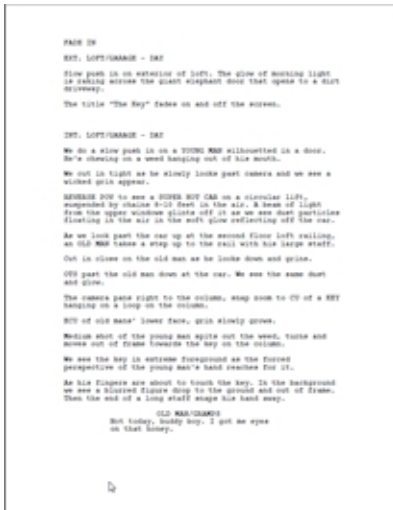 FADE IN
EXT. LOFT/GARAGE - DAY
Slow push in on exterior of loft. The glow of morning light
is raking across the giant elephant door that opens to a dirt
driveway.
The title "The Key" fades on and off the screen.
INT. LOFT/GARAGE - DAY
We do a slow push in on a YOUNG MAN silhouetted in a door.
He's chewing on a weed hanging out of his mouth.
We cut in tight as he slowly looks past camera and we see a
wicked grin appear.
REVERSE POV to see a SUPER HOT CAR on a circular lift,
suspended by chains 8-10 feet in the air. A beam of light
from the upper windows glints off it as we see dust particles
floating in the air in the soft glow reflecting off the car.
As we look past the car up at the second floor loft railing,
an OLD MAN takes a step up to the rail with his large staff.
Cut in close on the old man as he looks down and grins.
OTS past the old man down at the car. We see the same dust
and glow.
The camera pans right to the column, snap zoom to CU of a KEY
hanging on a loop on the column.
ECU of old mans' lower face, grin slowly grows.
Medium shot of the young man spits out the weed, turns and
moves out of frame towards the key on the column.
We see the key in extreme foreground as the forced
perspective of the young man's hand reaches for it.
As his fingers are about to touch the key. In the background
we see a blurred figure drop to the ground and out of frame.
Then the end of a long staff snaps his hand away.
OLD MAN/GRAMPS
Not today, buddy boy. I got me eyes
on that honey.